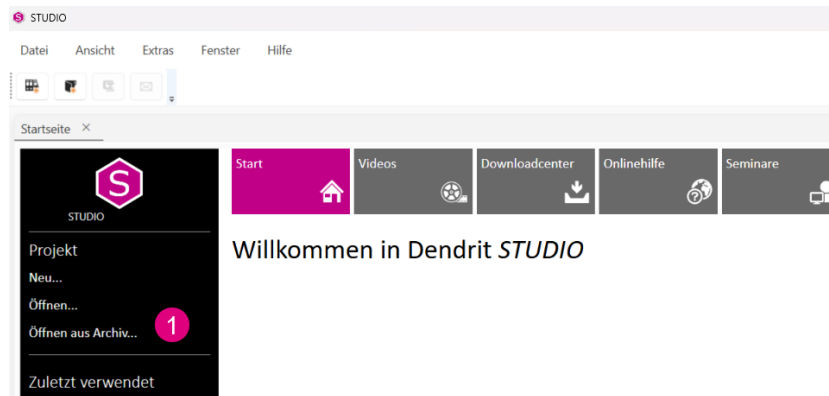 STUDIO
Datei Ansicht Extras Fenster Hilfe
Startseite
S
STUDIO
Projekt
Neu...
Öffnen...
Öffnen aus Archiv...
1
Zuletzt verwendet
Start Videos Downloadcenter Onlinehilfe Seminare
Willkommen in Dendrit STUDIO